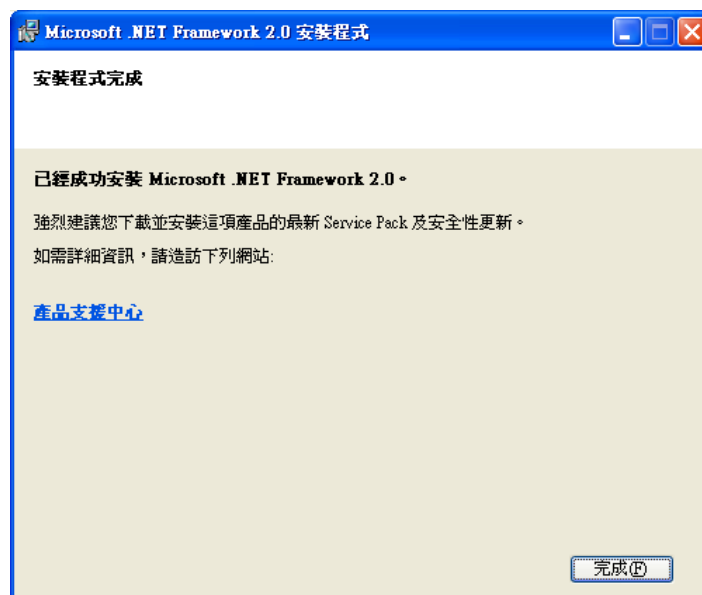 Microsoft .NET Framework 2.0 安裝程式
安裝程式完成
已經成功安裝 Microsoft .NET Framework 2.0。
強烈建議您下載並安裝這項產品的最新 Service Pack 及安全性更新。
如需詳細資訊，請造訪下列網站:
產品支援中心
完成(F)